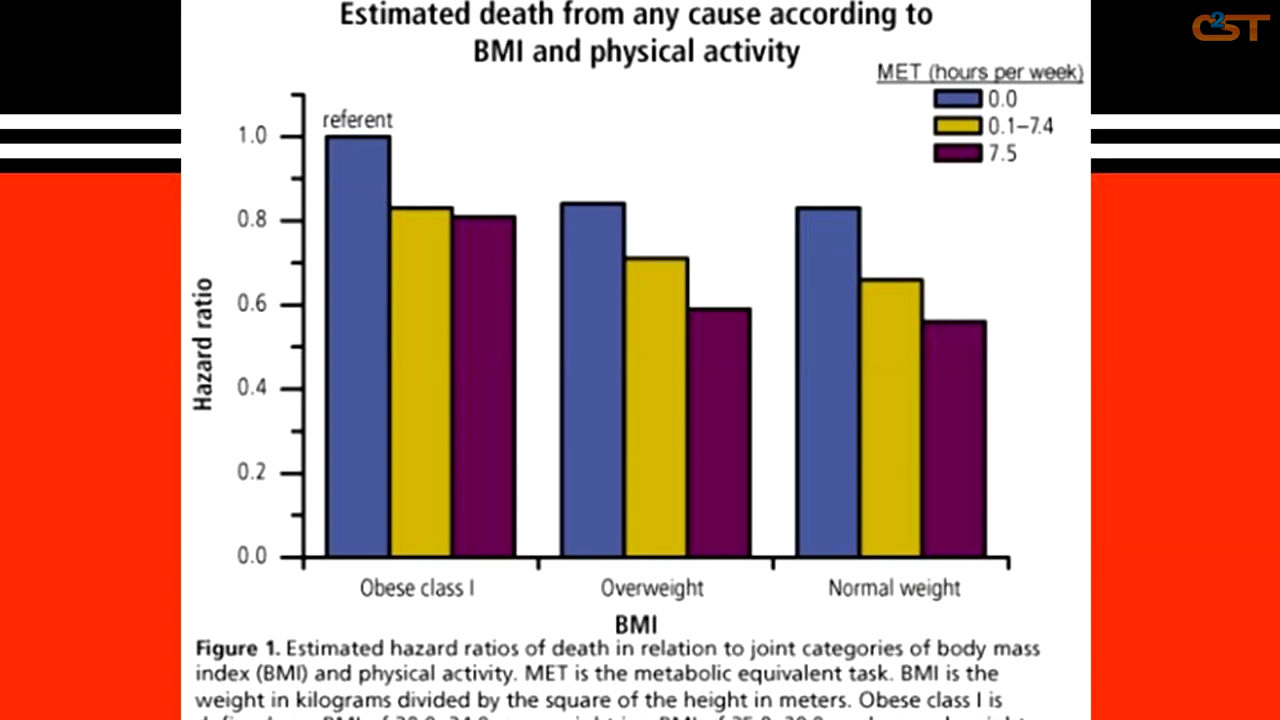 C2ST
Estimated death from any cause according to
BMI and physical activity
MET (hours per week)
0.0
0.1–7.4
7.5
referent
1.0
0.8
0.6
0.4
0.2
0.0
Hazard ratio
Obese class I
Overweight
Normal weight
BMI
Figure 1. Estimated hazard ratios of death in relation to joint categories of body mass
index (BMI) and physical activity. MET is the metabolic equivalent task. BMI is the
weight in kilograms divided by the square of the height in meters. Obese class I is